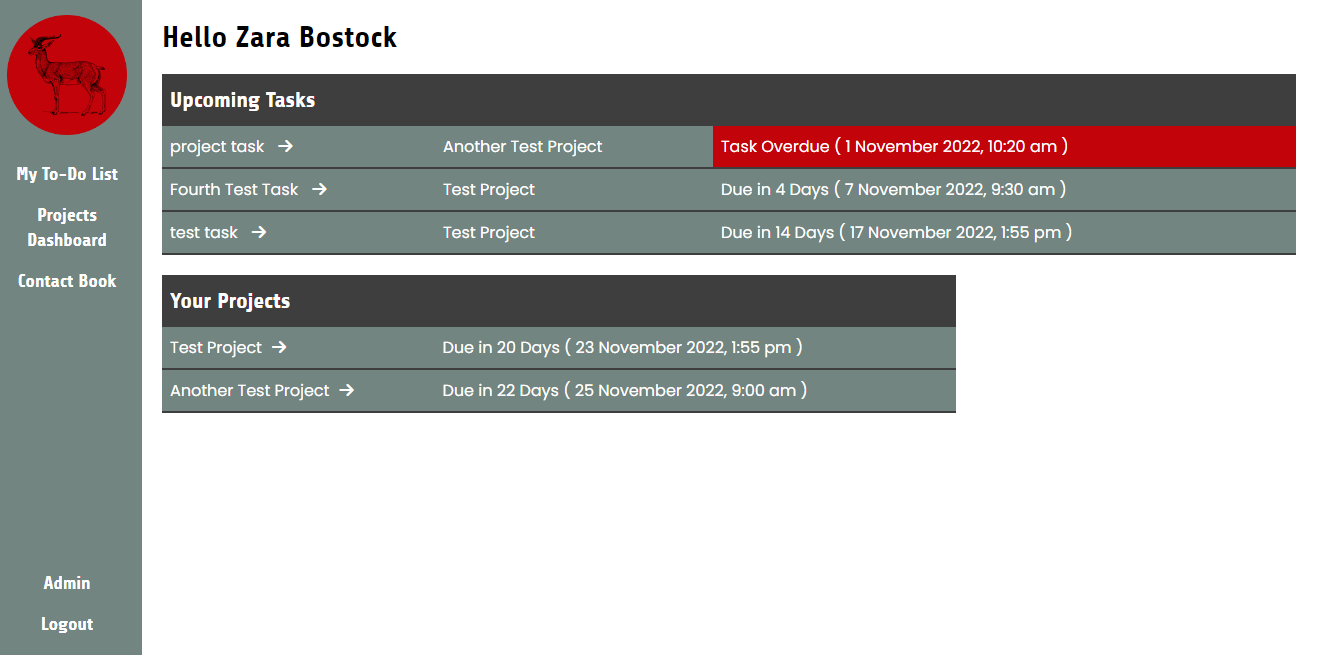 Hello Zara Bostock
My To-Do List
Projects
Dashboard
Contact Book
Admin
Logout
Upcoming Tasks
project task → Another Test Project Task Overdue ( 1 November 2022, 10:20 am )
Fourth Test Task → Test Project Due in 4 Days ( 7 November 2022, 9:30 am )
test task → Test Project Due in 14 Days ( 17 November 2022, 1:55 pm )
Your Projects
Test Project → Due in 20 Days ( 23 November 2022, 1:55 pm )
Another Test Project → Due in 22 Days ( 25 November 2022, 9:00 am )